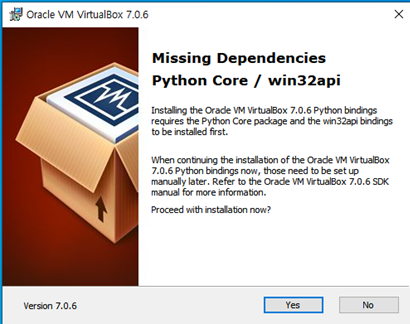 Oracle VM VirtualBox 7.0.6
Missing Dependencies
Python Core / win32api
Installing the Oracle VM VirtualBox 7.0.6 Python bindings
requires the Python Core package and the win32api bindings
to be installed first.
When continuing the installation of the Oracle VM VirtualBox
7.0.6 Python bindings now, those need to be set up
manually later. Refer to the Oracle VM VirtualBox 7.0.6 SDK
manual for more information.
Proceed with installation now?
Version 7.0.6
Yes
No